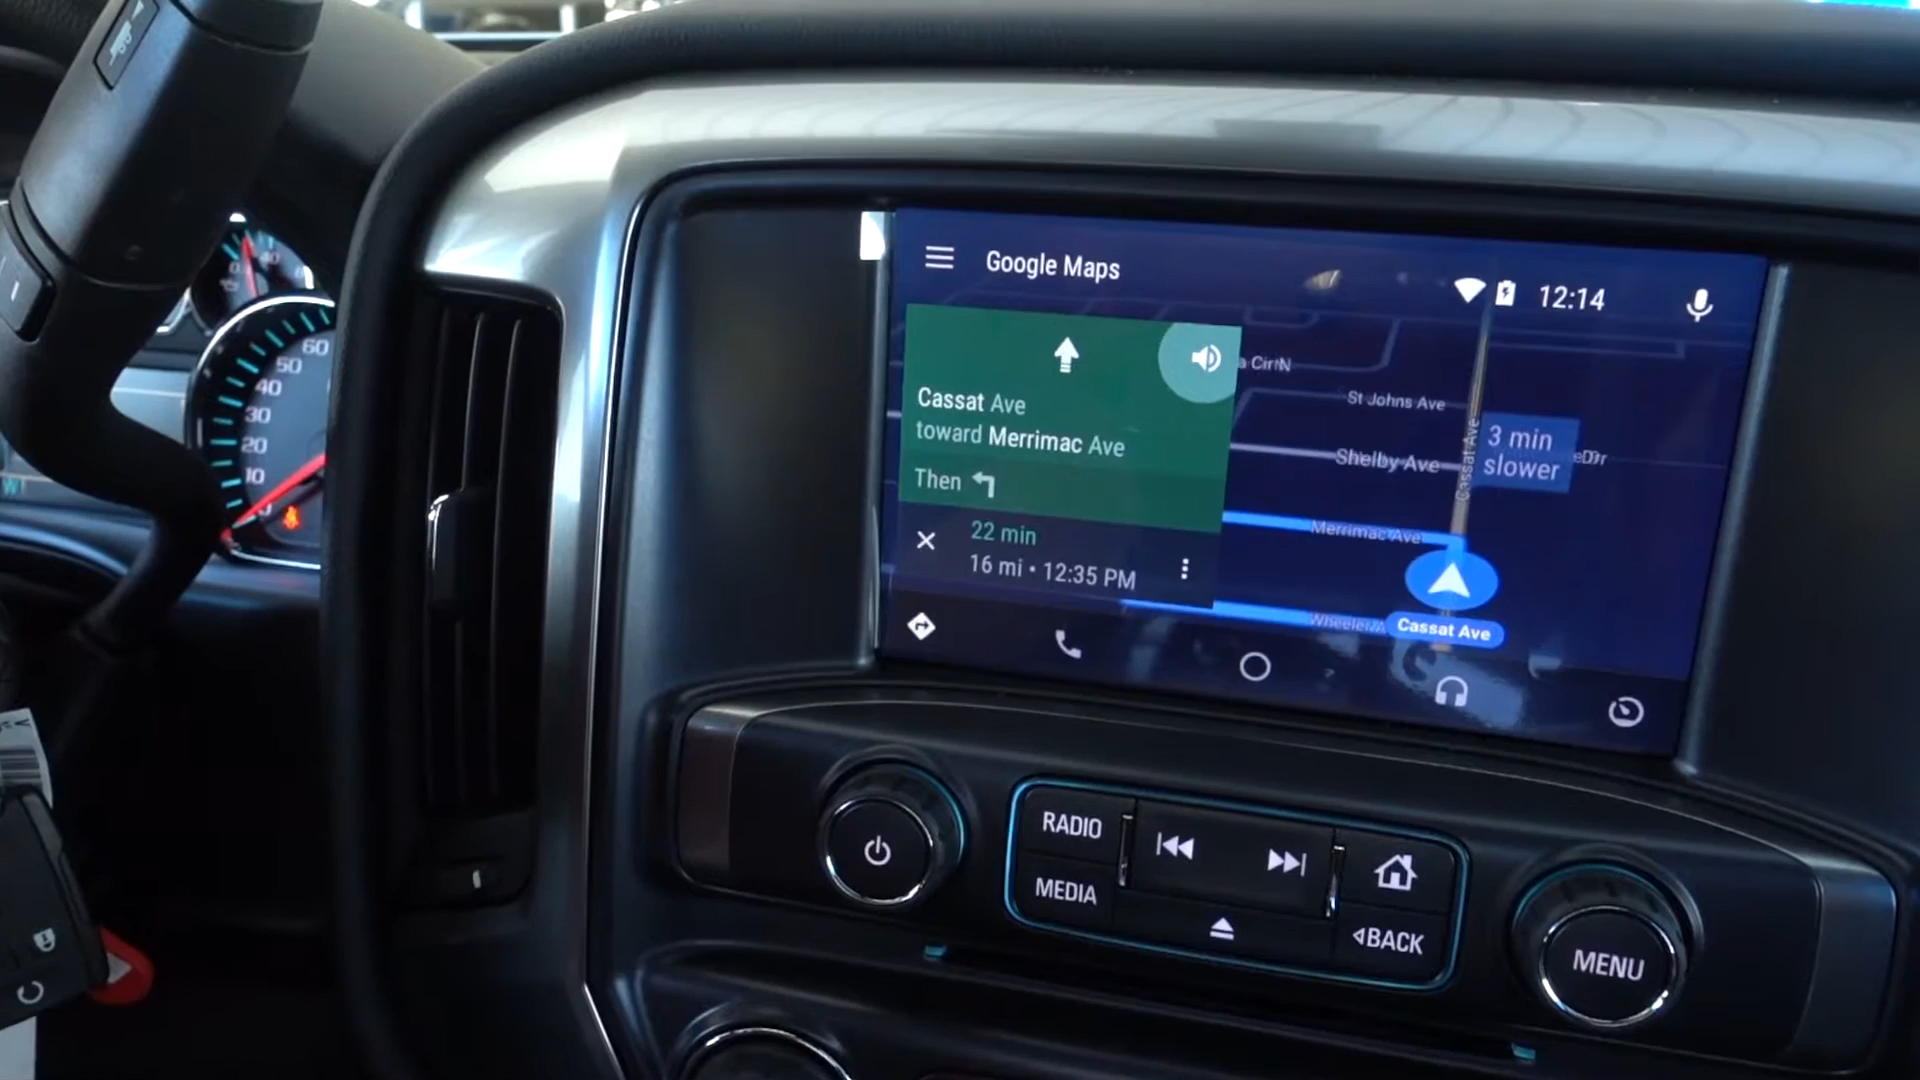 Google Maps
12:14
Cassat Ave
toward Merrimac Ave
Then
22 min
16 mi • 12:35 PM
St Johns Ave
Shelby Ave
Cassat Ave
3 min
slower
Merrimac Ave
Cassat Ave
60
50
40
30
20
10
RADIO
MEDIA
BACK
MENU